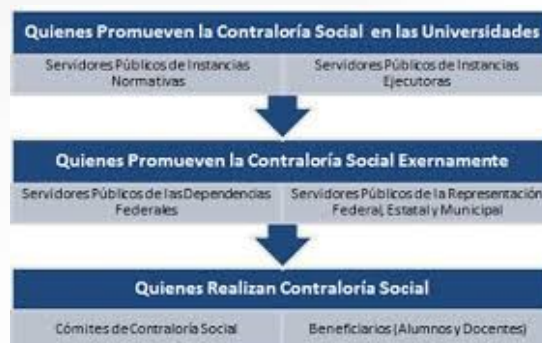 Quienes Promueven la Contraloría Social en las Universidades
Servidores Públicos de Instancias
Normativas
Servidores Públicos de Instancias
Ejecutoras
Quienes Promueven la Contraloría Social Exernamente
Servidores Públicos de las Dependencias
Federales
Servidores Públicos de la Representación
Federal, Estatal y Municipal
Quienes Realizan Contraloría Social
Cómites de Contraloría Social
Beneficiarios (Alumnos y Docentes)